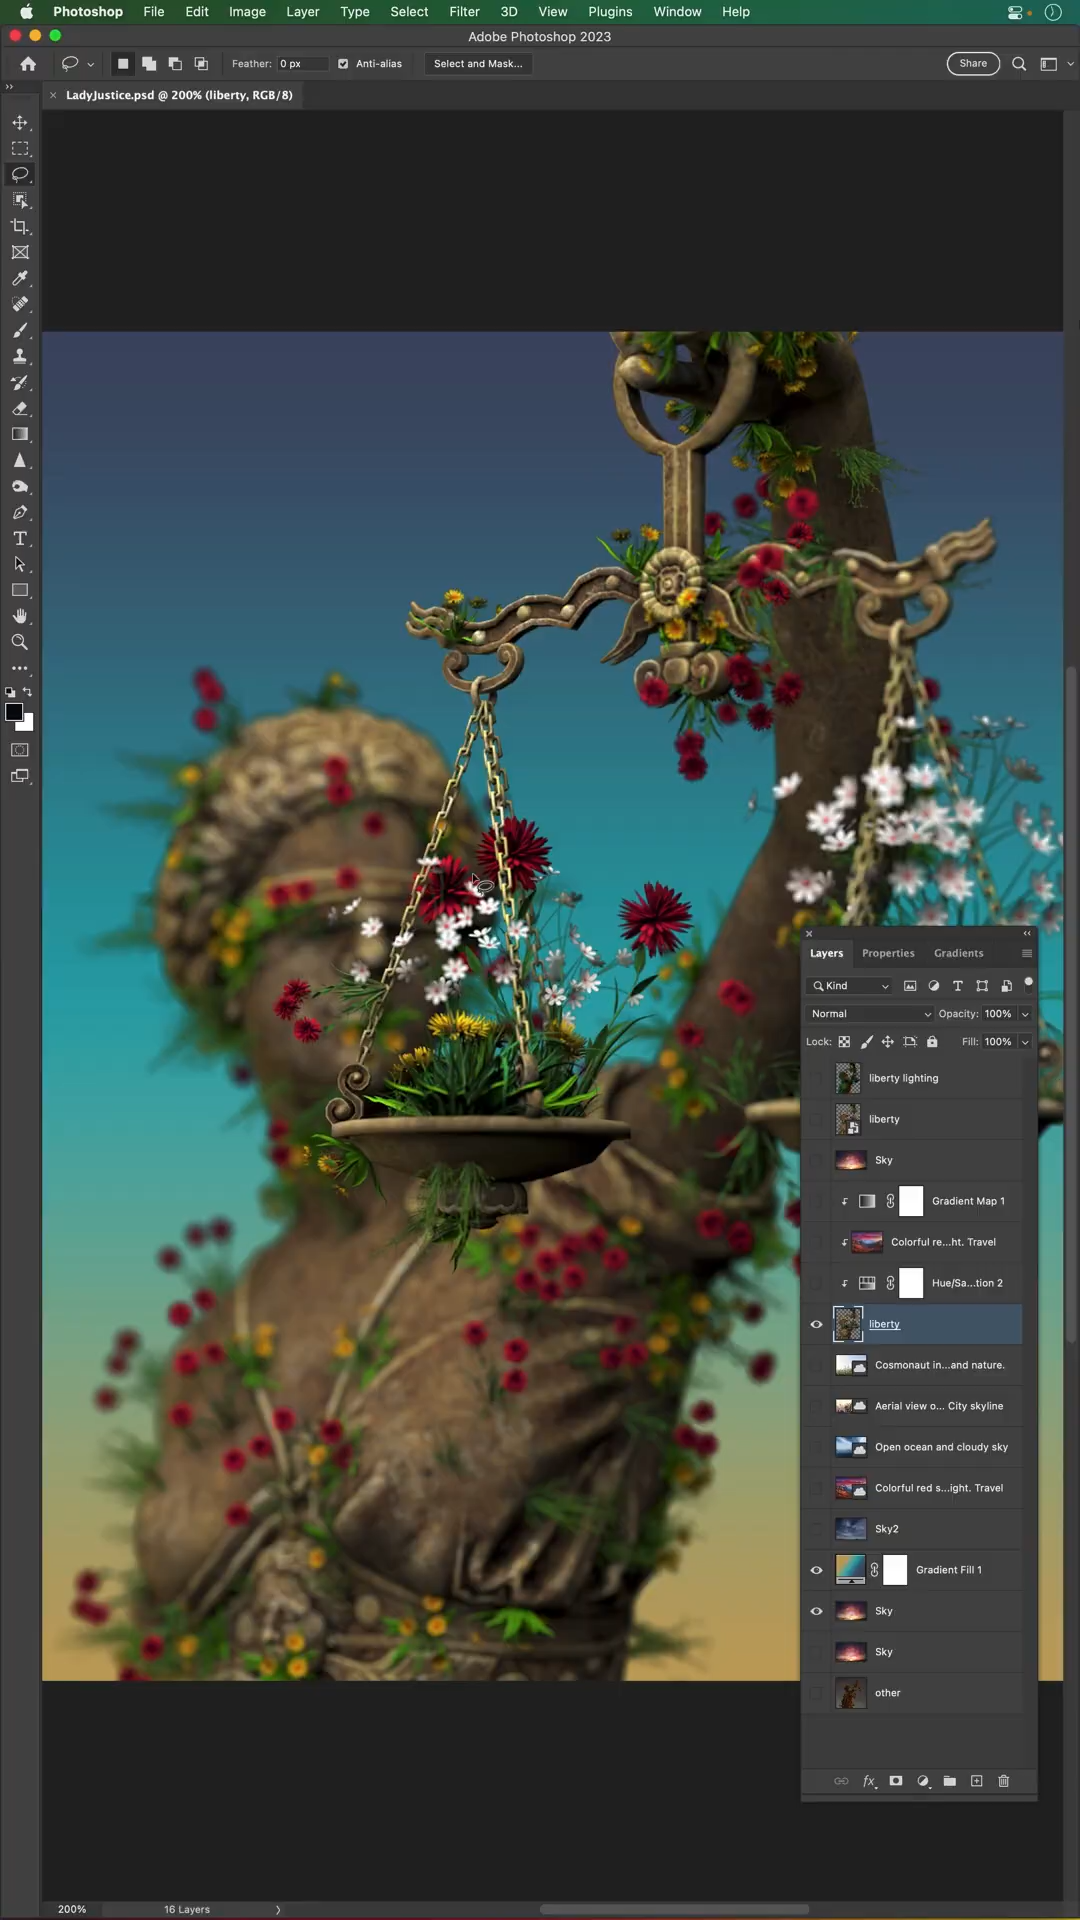 Photoshop File Edit Image Layer Type Select Filter 3D View Plugins Window Help
Adobe Photoshop 2023
Feather: 0 px Anti-alias Select and Mask... Share
LadyJustice.psd @ 200% (liberty, RGB/8)
Layers Properties Gradients
Kind
Normal Opacity: 100%
Lock: Fill: 100%
liberty lighting
liberty
Sky
Gradient Map 1
Colorful re...ht. Travel
Hue/Sa...tion 2
liberty
Cosmonaut in...and nature.
Aerial view o... City skyline
Open ocean and cloudy sky
Colorful red s...ight. Travel
Sky2
Gradient Fill 1
Sky
Sky
other
fx
200% 16 Layers